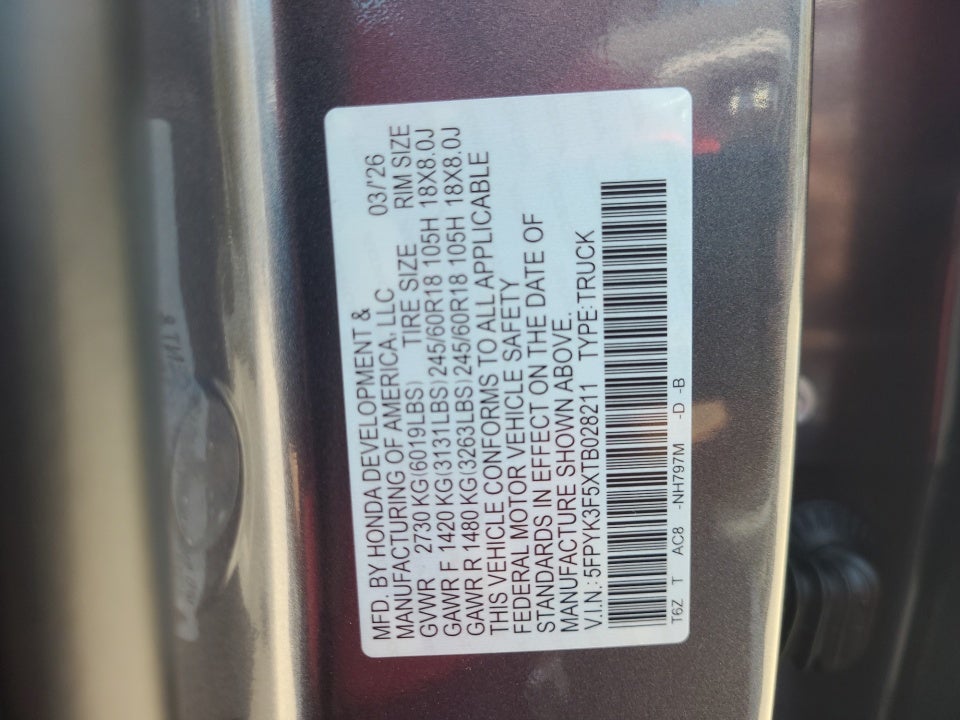 MFD. BY HONDA DEVELOPMENT &
MANUFACTURING OF AMERICA, LLC 03/'26
GVWR 2730 KG(6019LBS) TIRE SIZE RIM SIZE
GAWR F 1420 KG(3131LBS)245/60R18 105H 18X8.0J
GAWR R 1480 KG(3263LBS)245/60R18 105H 18X8.0J
THIS VEHICLE CONFORMS TO ALL APPLICABLE
FEDERAL MOTOR VEHICLE SAFETY
STANDARDS IN EFFECT ON THE DATE OF
MANUFACTURE SHOWN ABOVE.
V.I.N.: 5FPYK3F5XTB028211 TYPE:TRUCK
T6Z T AC8 -NH797M -D -B